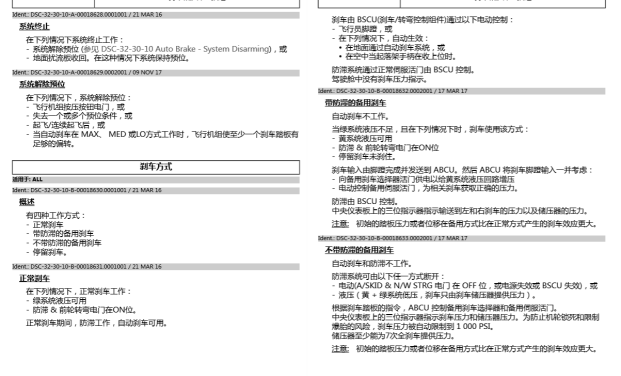 Ident.: DSC-32-30-10-A-00018628.0001001 / 21 MAR 16
系统终止
在下列情况下系统终止工作：
- 系统解除预位 (参见 DSC-32-30-10 Auto Brake - System Disarming)，或
- 地面扰流板收回。在这种情况下系统保持预位。
Ident.: DSC-32-30-10-A-00018629.0002001 / 09 NOV 17
系统解除预位
在下列情况下，系统解除预位：
- 飞行机组按压按钮电门，或
- 失去一个或多个预位条件，或
- 起飞/连续起飞后，或
- 当自动刹车在 MAX、 MED 或LO方式工作时，飞行机组使至少一个刹车踏板有
足够的偏转。
刹车方式
适用于: ALL
Ident.: DSC-32-30-10-B-00018630.0001001 / 21 MAR 16
概述
有四种工作方式：
- 正常刹车
- 带防滞的备用刹车
- 不带防滞的备用刹车
- 停留刹车。
Ident.: DSC-32-30-10-B-00018631.0001001 / 21 MAR 16
正常刹车
在下列情况下，正常刹车工作：
- 绿系统液压可用
- 防滞 & 前轮转弯电门在ON位。
正常刹车期间，防滞工作，自动刹车可用。
刹车由 BSCU(刹车/转弯控制组件)通过以下电动控制：
- 飞行员脚蹬，或
- 在下列情况下，自动生效：
• 在地面通过自动刹车系统，或
• 在空中当起落架手柄在收上位时。
防滞系统通过正常伺服活门由 BSCU 控制。
驾驶舱中没有刹车压力指示。
Ident.: DSC-32-30-10-B-00018632.0002001 / 17 MAR 17
带防滞的备用刹车
自动刹车不工作。
当绿系统液压不足，且在下列情况下时，刹车使用该方式：
- 黄系统液压可用
- 防滞 & 前轮转弯电门在ON位
- 停留刹车未刹住。
刹车输入由脚蹬完成并发送到 ABCU。然后 ABCU 将刹车脚蹬输入一并考虑：
- 向备用刹车选择器活门供电以给黄系统液压回路增压
- 电动控制备用伺服活门，为相关刹车获取正确的压力。
防滞由 BSCU 控制。
中央仪表板上的三位指示器指示输送到左和右刹车的压力以及储压器的压力。
注意: 初始的踏板压力或者位移在备用方式比在正常方式产生的刹车效应更大。
Ident.: DSC-32-30-10-B-00018633.0002001 / 17 MAR 17
不带防滞的备用刹车
自动刹车和防滞不工作。
防滞系统可由以下任一方式断开：
- 电动(A/SKID & N/W STRG 电门 在 OFF 位，或电源失效或 BSCU 失效)，或
- 液压（黄 + 绿系统低压，刹车只由刹车储压器提供压力）。
根据刹车踏板的指令，ABCU 控制备用刹车选择器和备用伺服活门。
中央仪表板上的三位指示器指示刹车压力和储压器压力。为防止机轮锁死和限制
爆胎的风险，刹车压力被自动限制到 1 000 PSI。
储压器至少能为7次全刹车提供压力。
注意: 初始的踏板压力或者位移在备用方式比在正常方式产生的刹车效应更大。